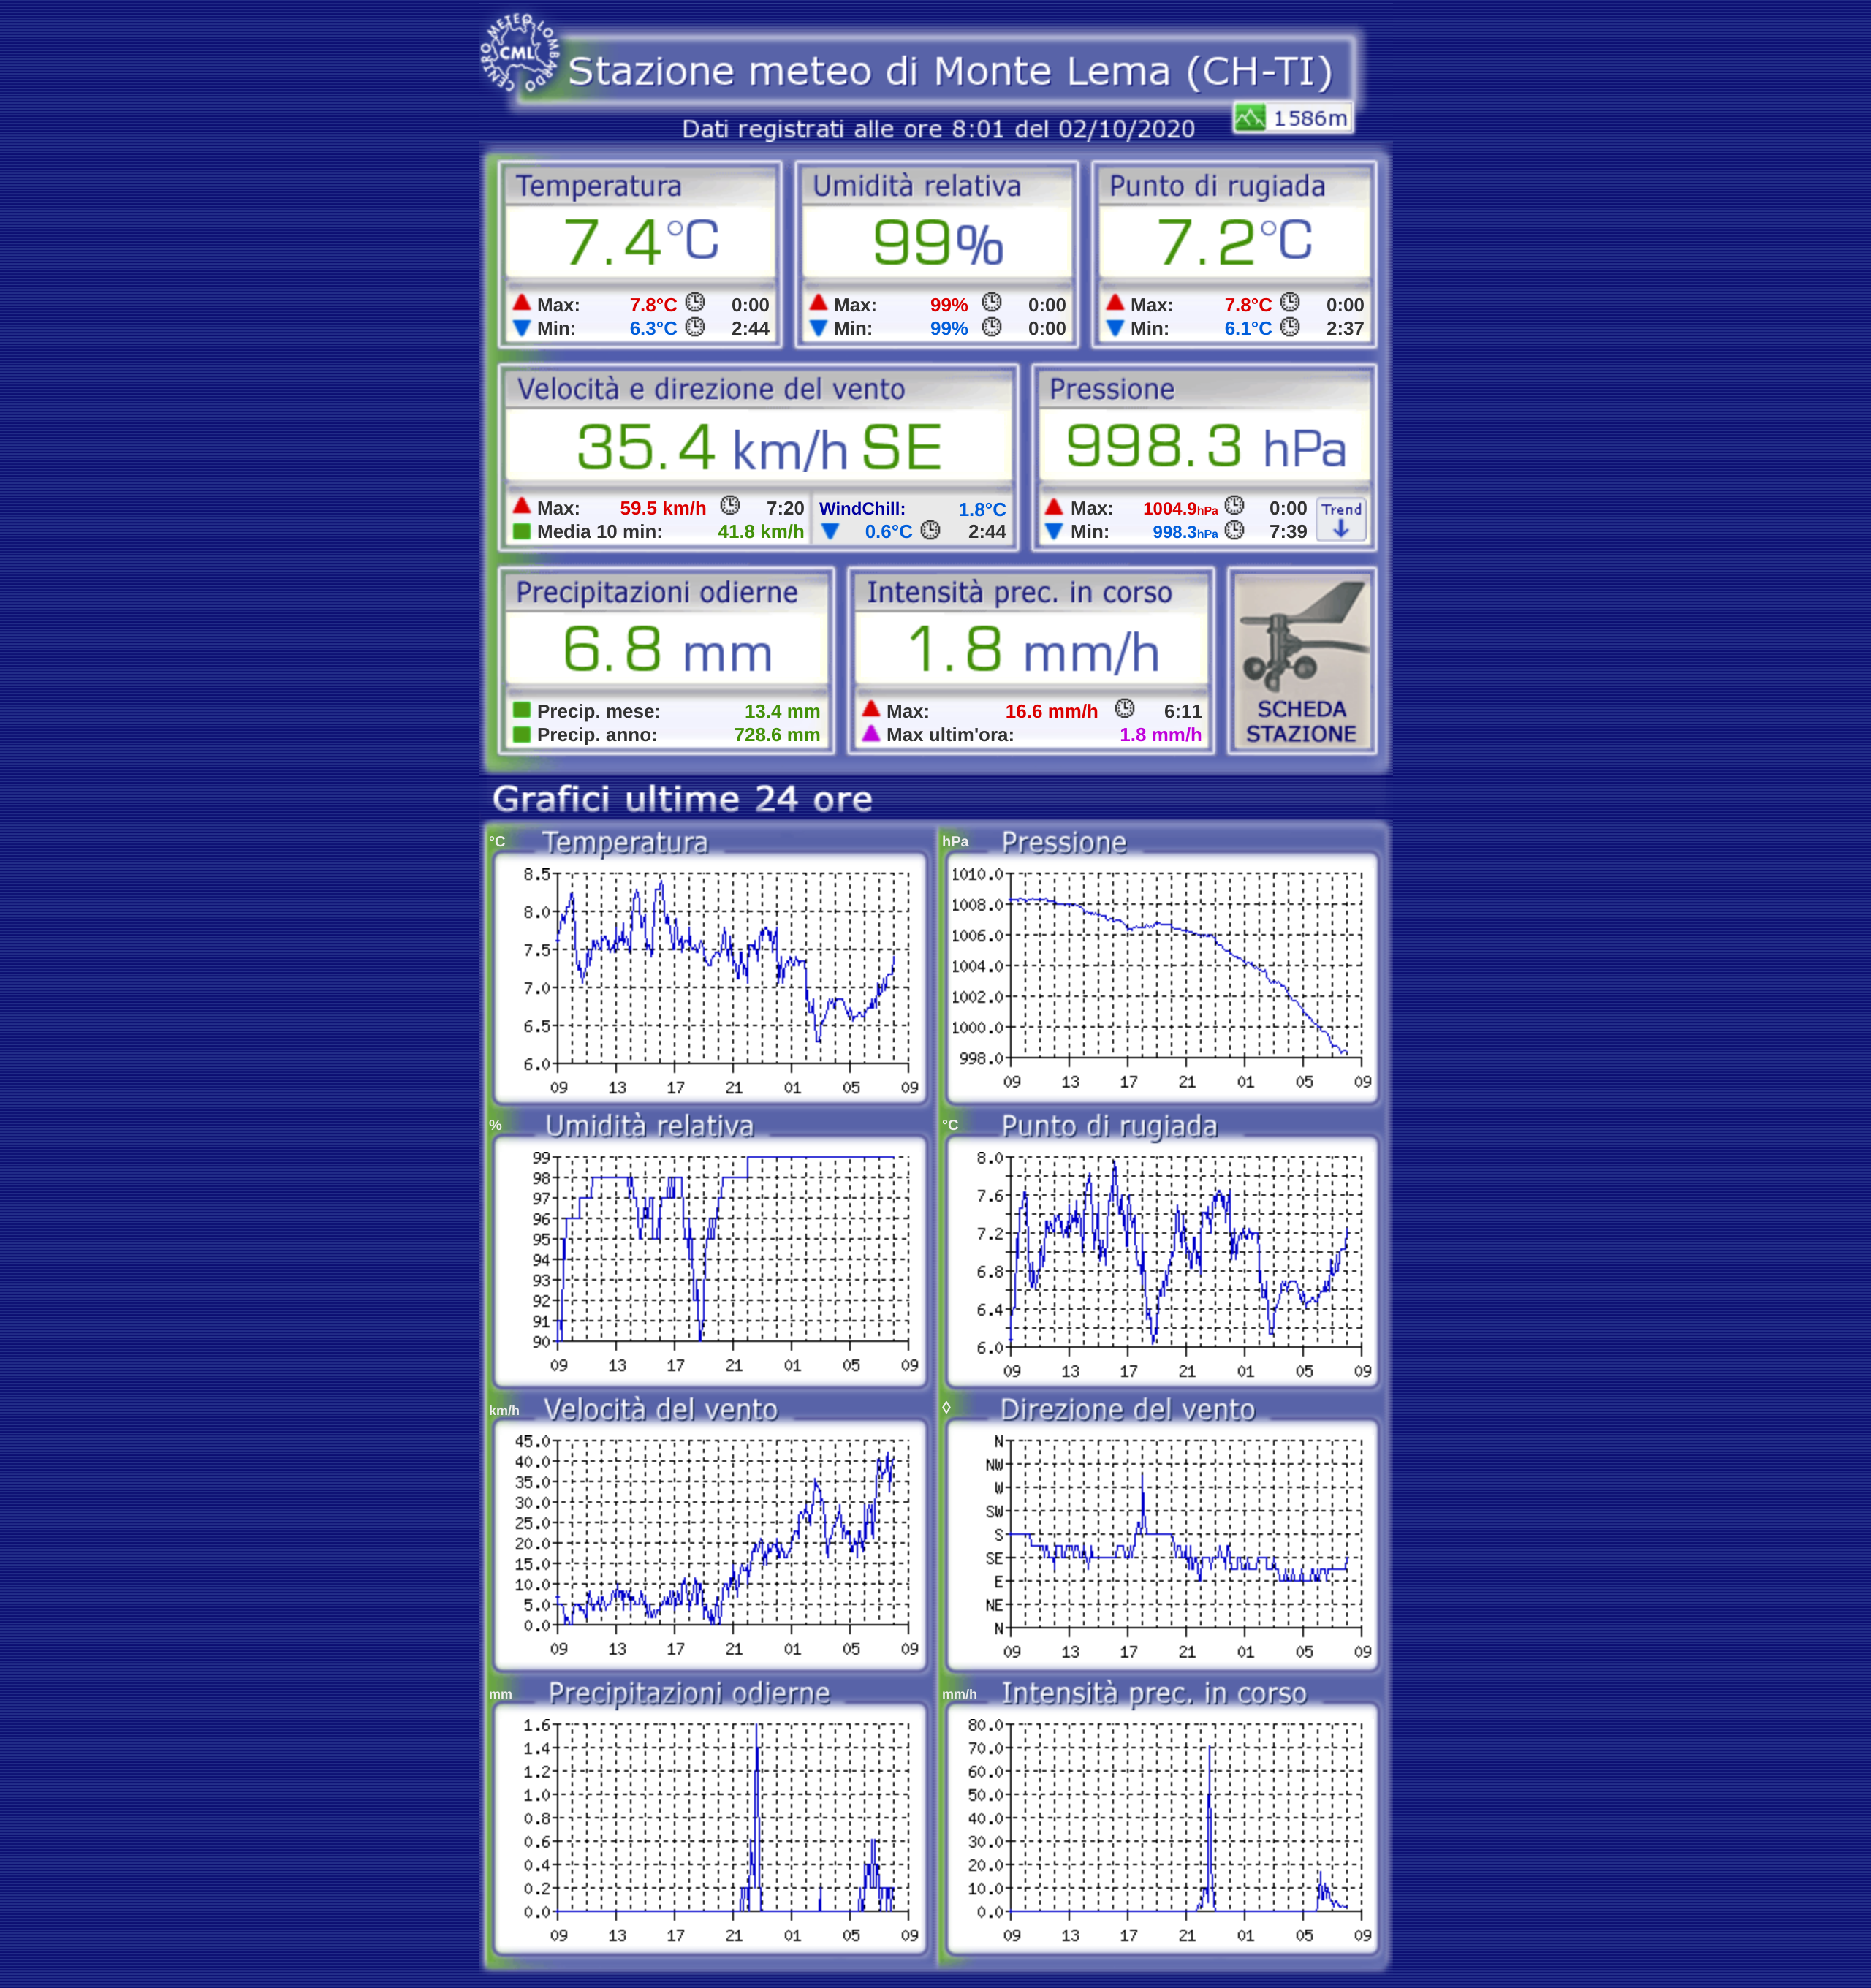 CENTRO METEO LOMBARDO
CML
Stazione meteo di Monte Lema (CH-TI)
1586m
Dati registrati alle ore 8:01 del 02/10/2020
Temperatura Umidità relativa Punto di rugiada
7.4°C 99% 7.2°C
Max: 7.8°C 0:00 Max: 99% 0:00 Max: 7.8°C 0:00
Min: 6.3°C 2:44 Min: 99% 0:00 Min: 6.1°C 2:37
Velocità e direzione del vento Pressione
35.4 km/h SE 998.3 hPa
Max: 59.5 km/h 7:20 WindChill: 1.8°C Max: 1004.9hPa 0:00 Trend
Media 10 min: 41.8 km/h 0.6°C 2:44 Min: 998.3hPa 7:39
Precipitazioni odierne Intensità prec. in corso
6.8 mm 1.8 mm/h
Precip. mese: 13.4 mm Max: 16.6 mm/h 6:11 SCHEDA
Precip. anno: 728.6 mm Max ultim'ora: 1.8 mm/h STAZIONE
Grafici ultime 24 ore
°C Temperatura
8.5
8.0
7.5
7.0
6.5
6.0
09 13 17 21 01 05 09
hPa Pressione
1010.0
1008.0
1006.0
1004.0
1002.0
1000.0
998.0
09 13 17 21 01 05 09
% Umidità relativa
99
98
97
96
95
94
93
92
91
90
09 13 17 21 01 05 09
°C Punto di rugiada
8.0
7.6
7.2
6.8
6.4
6.0
09 13 17 21 01 05 09
km/h Velocità del vento
45.0
40.0
35.0
30.0
25.0
20.0
15.0
10.0
5.0
0.0
09 13 17 21 01 05 09
◊ Direzione del vento
N
NW
W
SW
S
SE
E
NE
N
09 13 17 21 01 05 09
mm Precipitazioni odierne
1.6
1.4
1.2
1.0
0.8
0.6
0.4
0.2
0.0
09 13 17 21 01 05 09
mm/h Intensità prec. in corso
80.0
70.0
60.0
50.0
40.0
30.0
20.0
10.0
0.0
09 13 17 21 01 05 09